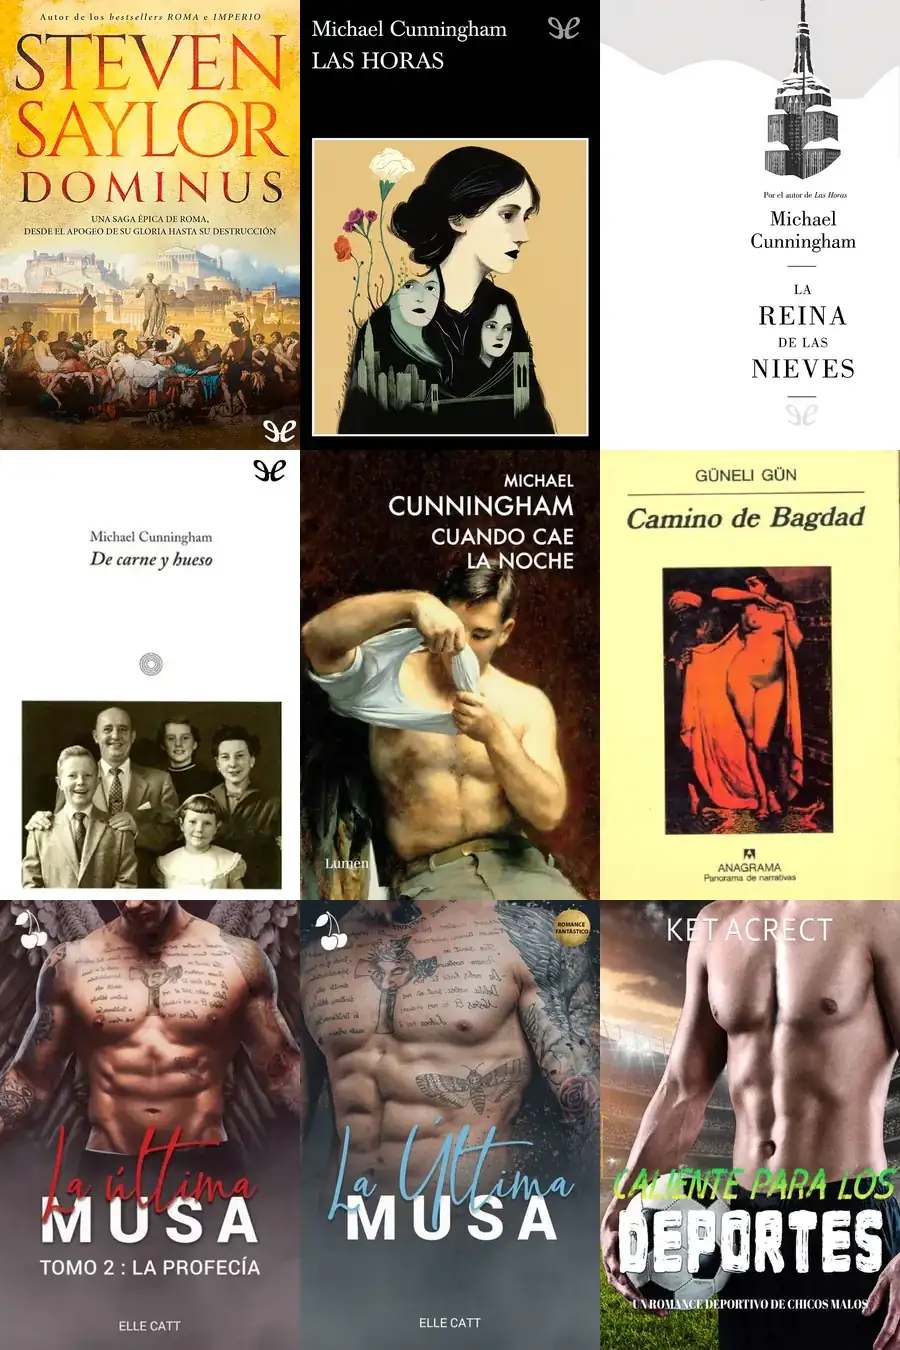 Autor de los bestsellers ROMA e IMPERIO
STEVEN
SAYLOR
DOMINUS
UNA SAGA ÉPICA DE ROMA,
DESDE EL APOGEO DE SU GLORIA HASTA SU DESTRUCCIÓN
Michael Cunningham
LAS HORAS
Por el autor de Las Horas
Michael
Cunningham
LA
REINA
DE LAS
NIEVES
Michael Cunningham
De carne y hueso
MICHAEL
CUNNINGHAM
CUANDO CAE
LA NOCHE
Lumen
GÜNELI GÜN
Camino de Bagdad
ANAGRAMA
Panorama de narrativas
La última
MUSA
TOMO 2 : LA PROFECÍA
ELLE CATT
ROMANCE
FANTÁSTICO
La Última
MUSA
ELLE CATT
KET ACRECT
CALIENTE PARA LOS
DEPORTES
UN ROMANCE DEPORTIVO DE CHICOS MALOS